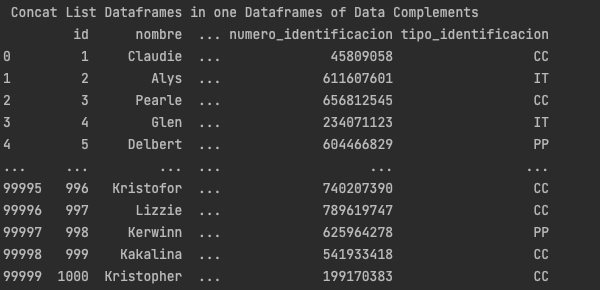 Concat List Dataframes in one Dataframes of Data Complements
id nombre ... numero_identificacion tipo_identificacion
0 1 Claudie ... 45809058 CC
1 2 Alys ... 611607601 IT
2 3 Pearle ... 656812545 CC
3 4 Glen ... 234071123 IT
4 5 Delbert ... 604466829 PP
... ... ... ... ... ...
99995 996 Kristofor ... 740207390 CC
99996 997 Lizzie ... 789619747 CC
99997 998 Kerwinn ... 625964278 PP
99998 999 Kakalina ... 541933418 CC
99999 1000 Kristopher ... 199170383 CC